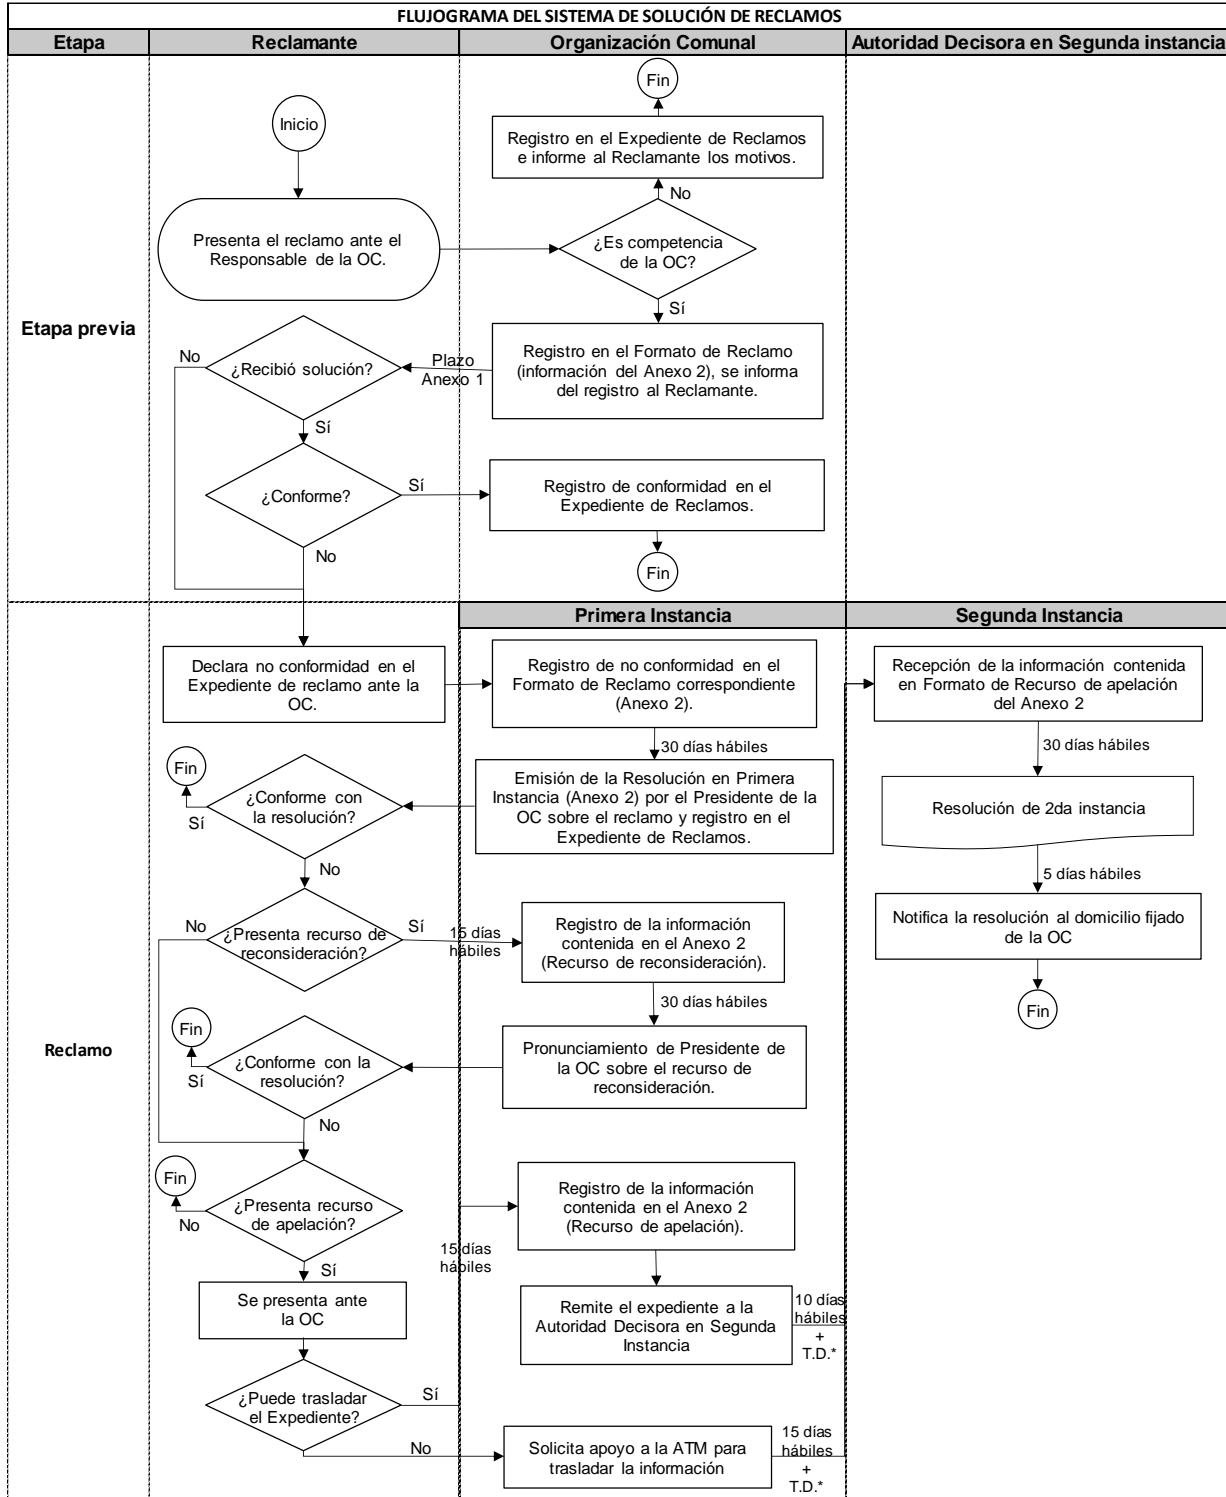 FLUJOGRAMA DEL SISTEMA DE SOLUCIÓN DE RECLAMOS
Etapa
Reclamante
Organización Comunal
Autoridad Decisora en Segunda instancia
Etapa previa
Inicio
Presenta el reclamo ante el
Responsable de la OC.
Fin
Registro en el Expediente de Reclamos
e informe al Reclamante los motivos.
No
¿Es competencia
de la OC?
Sí
Registro en el Formato de Reclamo
(información del Anexo 2), se informa
del registro al Reclamante.
Plazo
Anexo 1
¿Recibió solución?
No
Sí
¿Conforme?
Sí
Registro de conformidad en el
Expediente de Reclamos.
Fin
No
Primera Instancia
Segunda Instancia
Reclamo
Declara no conformidad en el
Expediente de reclamo ante la
OC.
Registro de no conformidad en el
Formato de Reclamo correspondiente
(Anexo 2).
30 días hábiles
Emisión de la Resolución en Primera
Instancia (Anexo 2) por el Presidente de la
OC sobre el reclamo y registro en el
Expediente de Reclamos.
¿Conforme con
la resolución?
Fin
Sí
No
¿Presenta recurso de
reconsideración?
No
Sí
15 días
hábiles
Registro de la información
contenida en el Anexo 2
(Recurso de reconsideración).
30 días hábiles
Pronunciamiento de Presidente de
la OC sobre el recurso de
reconsideración.
¿Conforme con la
resolución?
Fin
Sí
No
¿Presenta recurso
de apelación?
Fin
No
Sí
Se presenta ante
la OC
¿Puede trasladar
el Expediente?
Sí
15 días
hábiles
Registro de la información
contenida en el Anexo 2
(Recurso de apelación).
Remite el expediente a la
Autoridad Decisora en Segunda
Instancia
10 días
hábiles
+
T.D.*
No
Solicita apoyo a la ATM para
trasladar la información
15 días
hábiles
+
T.D.*
Recepción de la información contenida
en Formato de Recurso de apelación
del Anexo 2
30 días hábiles
Resolución de 2da instancia
5 días hábiles
Notifica la resolución al domicilio fijado
de la OC
Fin